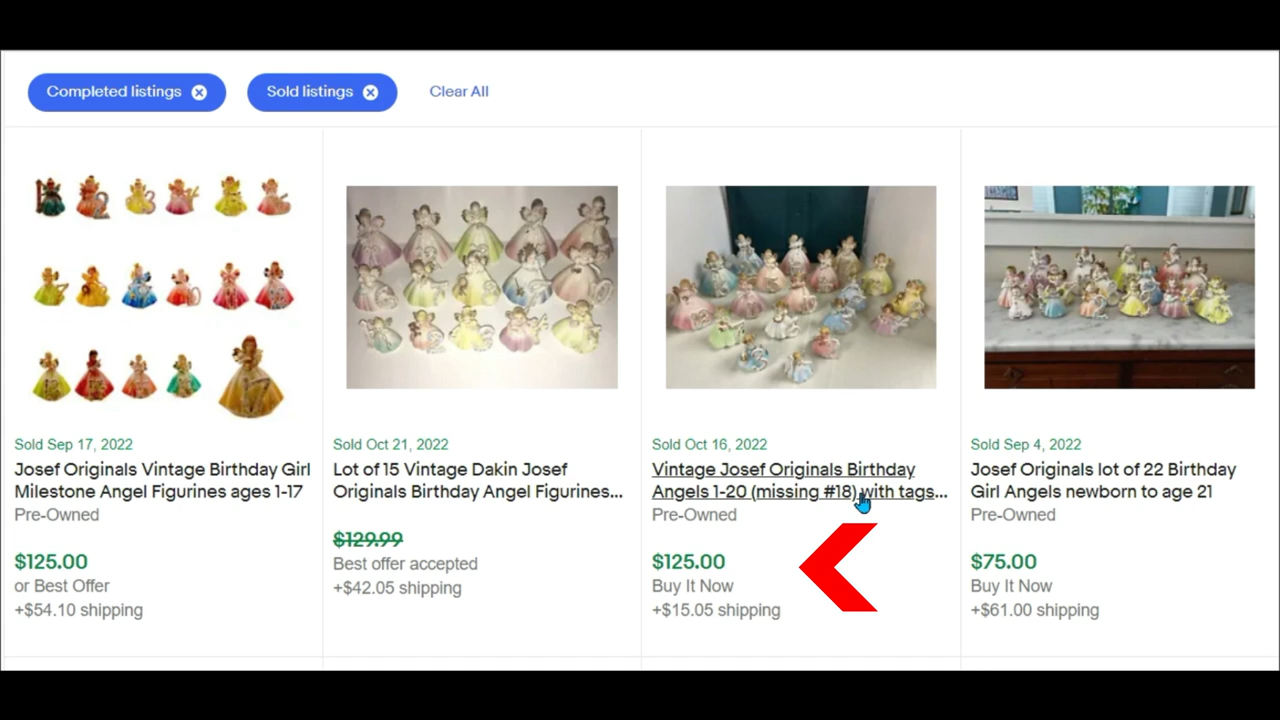 Completed listings
Sold listings
Clear All
Sold Sep 17, 2022
Josef Originals Vintage Birthday Girl
Milestone Angel Figurines ages 1-17
Pre-Owned
$125.00
or Best Offer
+$54.10 shipping
Sold Oct 21, 2022
Lot of 15 Vintage Dakin Josef
Originals Birthday Angel Figurines...
$129.99
Best offer accepted
+$42.05 shipping
Sold Oct 16, 2022
Vintage Josef Originals Birthday
Angels 1-20 (missing #18) with tags...
Pre-Owned
$125.00
Buy It Now
+$15.05 shipping
Sold Sep 4, 2022
Josef Originals lot of 22 Birthday
Girl Angels newborn to age 21
Pre-Owned
$75.00
Buy It Now
+$61.00 shipping